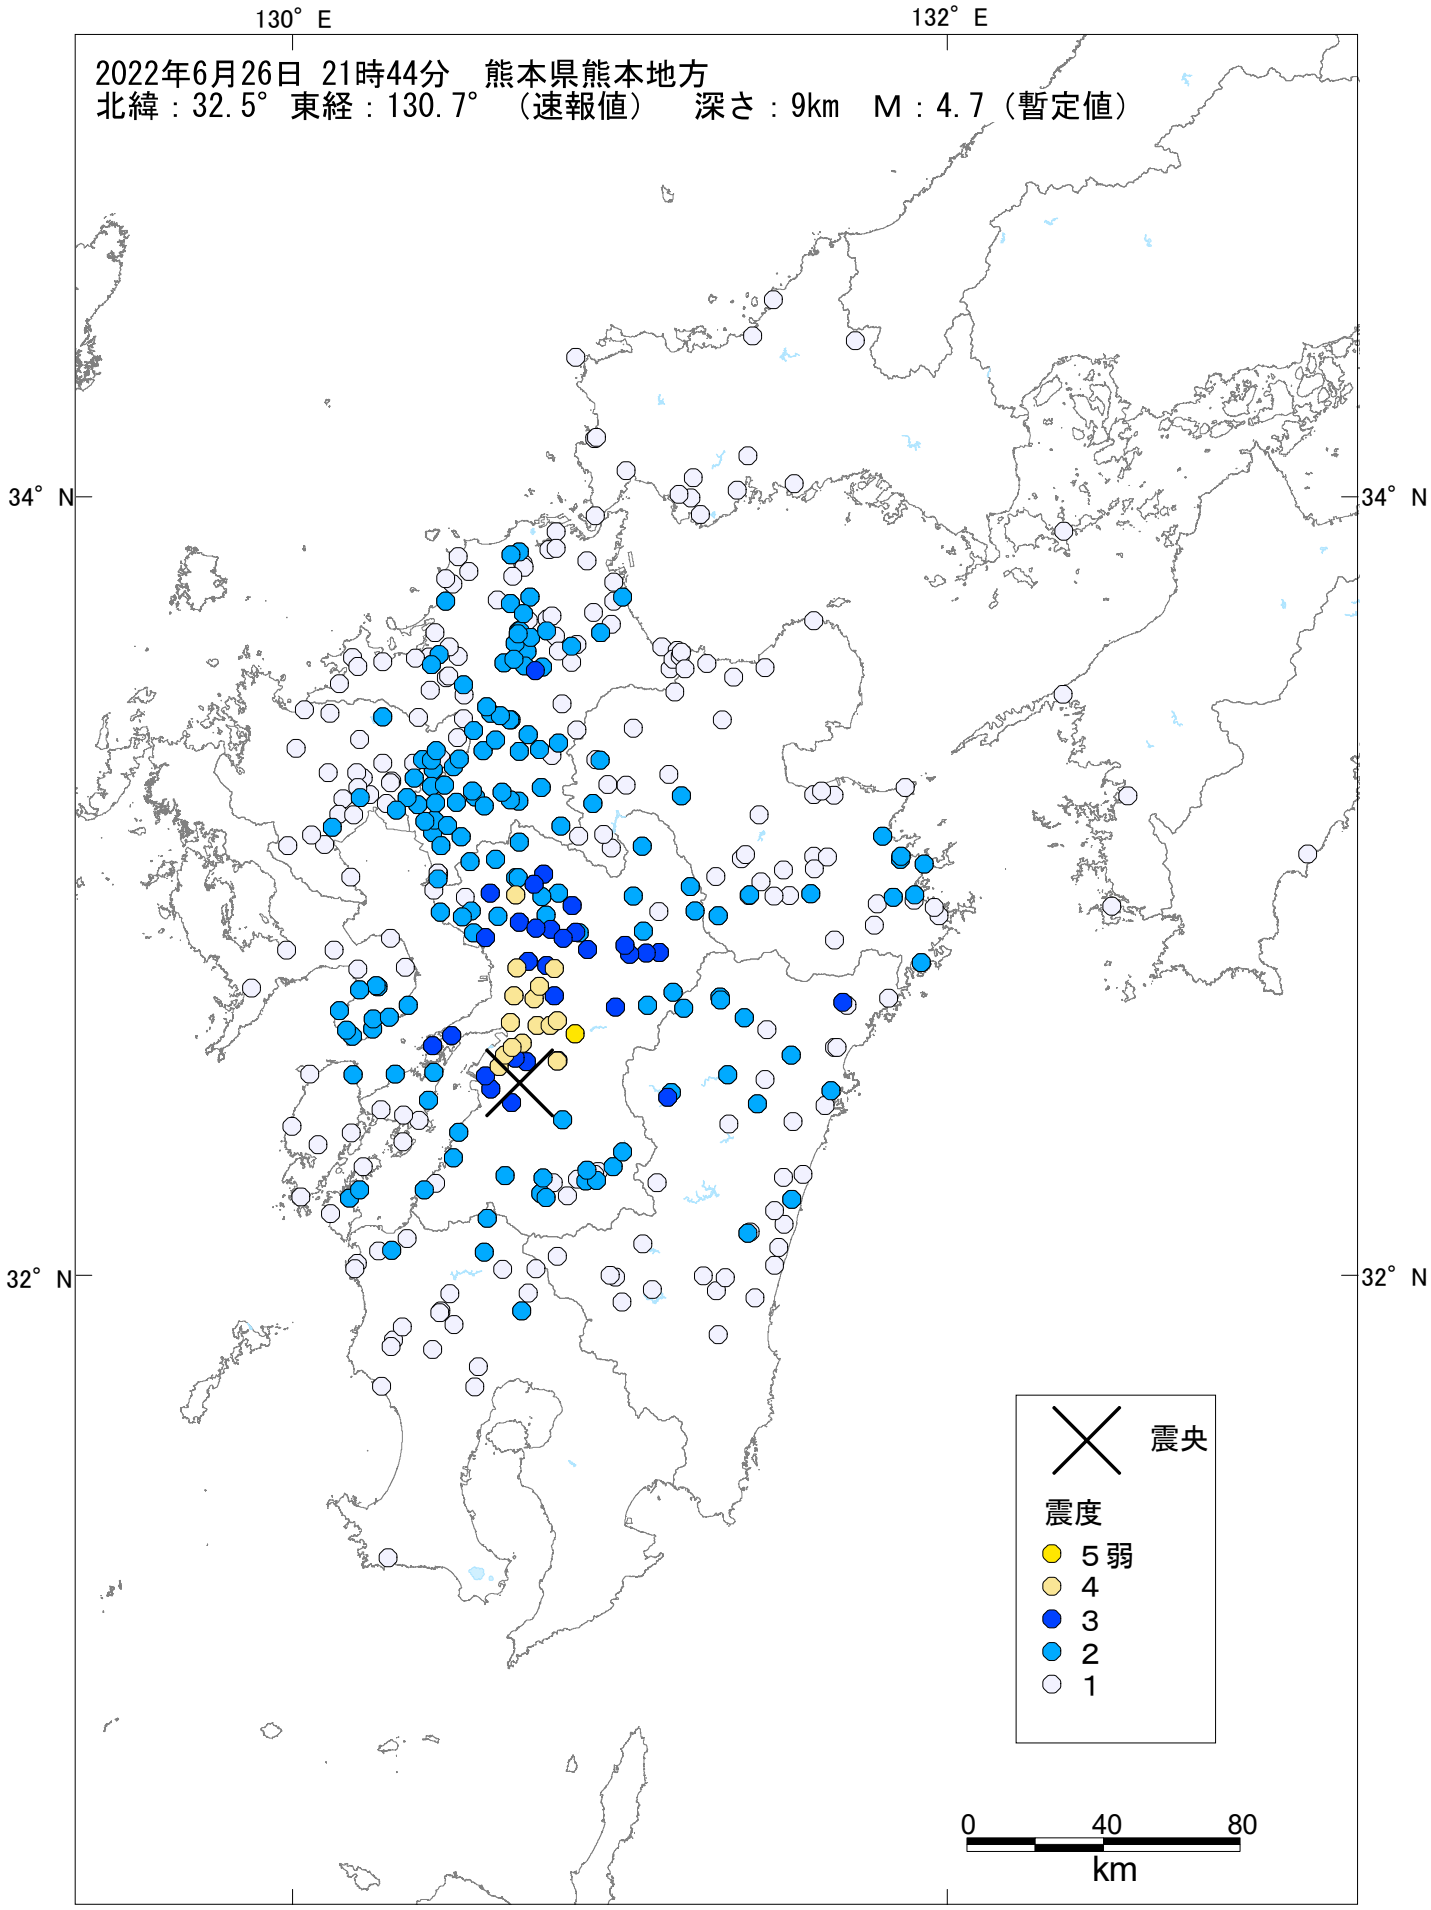 130° E
132° E
2022年6月26日 21時44分 熊本県熊本地方
北緯：32.5° 東経：130.7° （速報値） 深さ：9km M：4.7（暫定値）
34° N
34° N
32° N
32° N
震央
震度
５弱
４
３
２
１
0 40 80
km